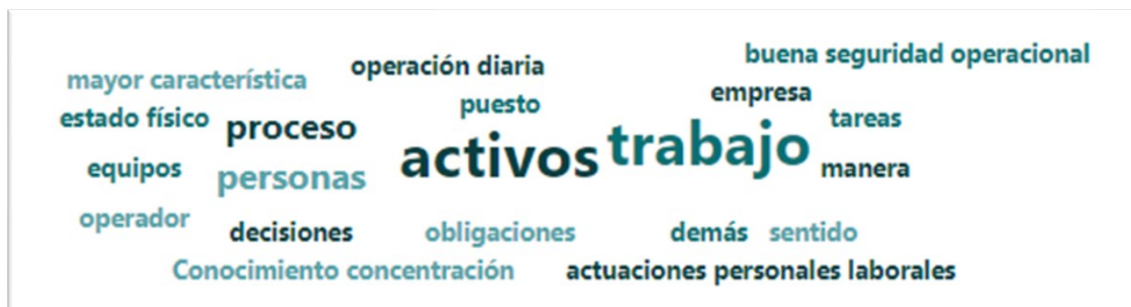 buena seguridad operacional
operación diaria
mayor característica
empresa
puesto
estado físico
tareas
proceso
trabajo
activos
equipos
manera
personas
operador
decisiones
obligaciones
demás
sentido
Conocimiento concentración
actuaciones personales laborales